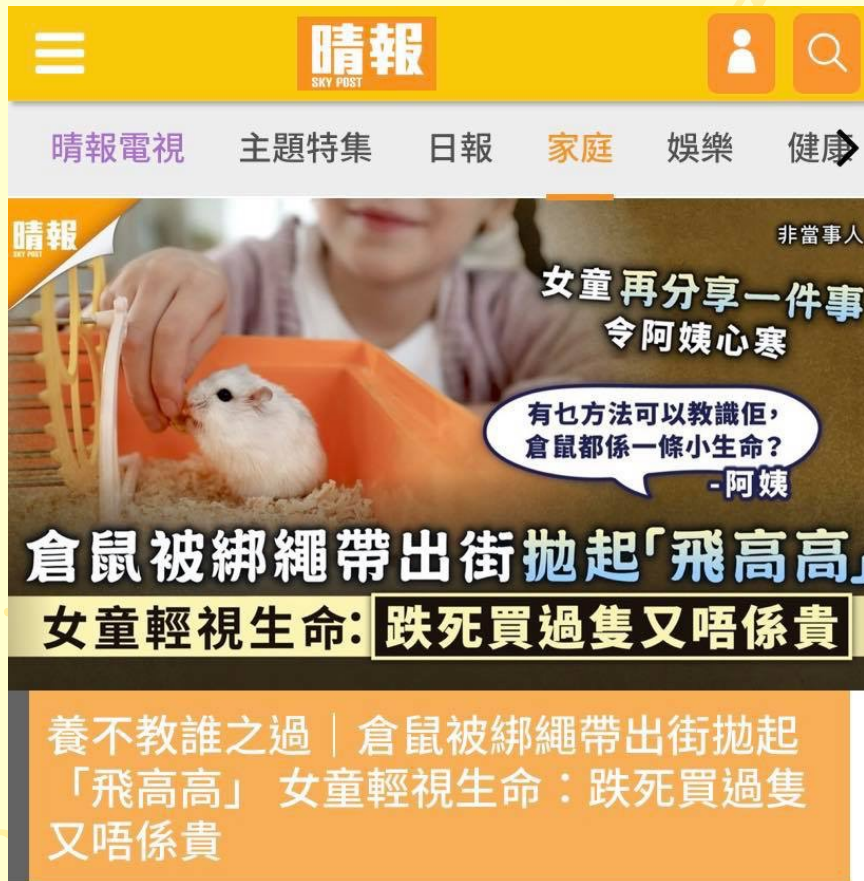 晴報
SKY POST
晴報電視 主題特集 日報 家庭 娛樂 健康
晴報
SKY POST
非當事人
女童再分享一件事
令阿姨心寒
有乜方法可以教識佢，
倉鼠都係一條小生命？
-阿姨
倉鼠被綁繩帶出街拋起「飛高高」
女童輕視生命：跌死買過隻又唔係貴
養不教誰之過｜倉鼠被綁繩帶出街拋起
「飛高高」 女童輕視生命：跌死買過隻
又唔係貴